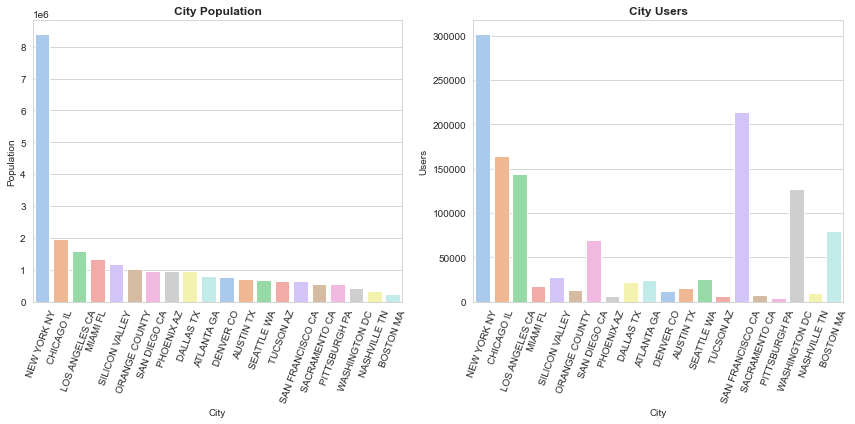 City Population
1e6
8
7
6
5
4
3
2
1
0
Population
NEW YORK NY
CHICAGO IL
LOS ANGELES CA
MIAMI FL
SILICON VALLEY
ORANGE COUNTY
SAN DIEGO CA
PHOENIX AZ
DALLAS TX
ATLANTA GA
DENVER CO
AUSTIN TX
SEATTLE WA
TUCSON AZ
SAN FRANCISCO CA
SACRAMENTO CA
PITTSBURGH PA
WASHINGTON DC
NASHVILLE TN
BOSTON MA
City
City Users
300000
250000
200000
150000
100000
50000
0
Users
NEW YORK NY
CHICAGO IL
LOS ANGELES CA
MIAMI FL
SILICON VALLEY
ORANGE COUNTY
SAN DIEGO CA
PHOENIX AZ
DALLAS TX
ATLANTA GA
DENVER CO
AUSTIN TX
SEATTLE WA
TUCSON AZ
SAN FRANCISCO CA
SACRAMENTO CA
PITTSBURGH PA
WASHINGTON DC
NASHVILLE TN
BOSTON MA
City